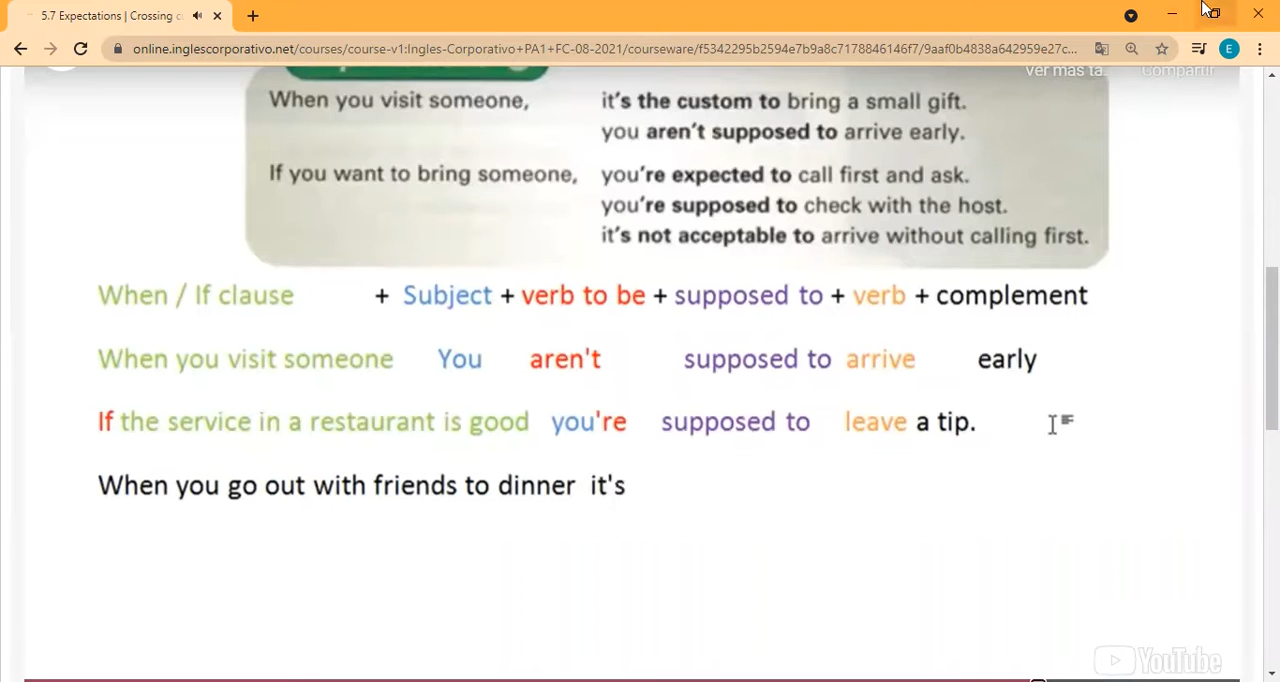 5.7 Expectations | Crossing c
online.inglescorporativo.net/courses/course-v1:Ingles-Corporativo+PA1+FC-08-2021/courseware/f5342295b2594e7b9a8c7178846146f7/9aaf0b4838a642959e27c...
E
Ver más ta. Compartir
When you visit someone, it's the custom to bring a small gift.
you aren't supposed to arrive early.
If you want to bring someone, you're expected to call first and ask.
you're supposed to check with the host.
it's not acceptable to arrive without calling first.
When / If clause + Subject + verb to be + supposed to + verb + complement
When you visit someone You aren't supposed to arrive early
If the service in a restaurant is good you're supposed to leave a tip.
When you go out with friends to dinner it's
YouTube